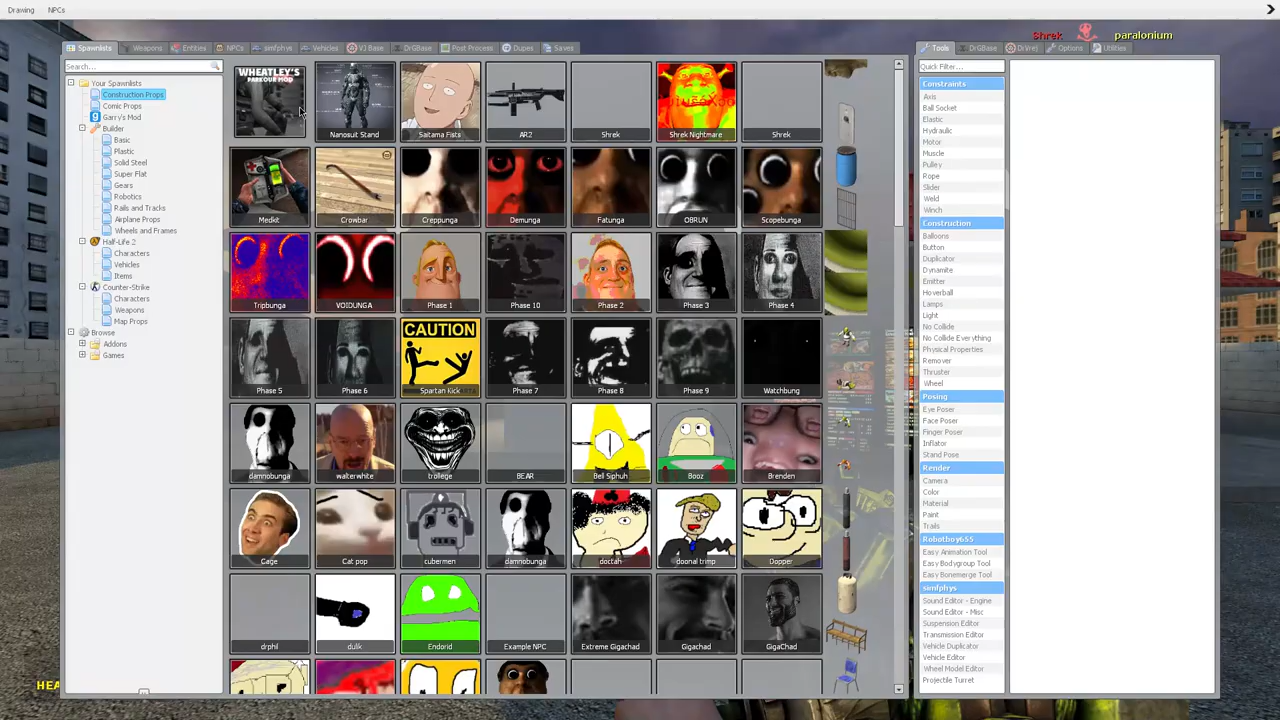 Drawing NPCs
Shrek paralonium
Spawnlists Weapons Entities NPCs simfphys Vehicles VJ Base DrGBase Post Process Dupes Saves
Tools DrGBase Options Utilities
Search...
Quick Filter...
Your Spawnlists
Construction Props
Comic Props
Garry's Mod
Builder
Basic
Plastic
Solid Steel
Super Flat
Gears
Robotics
Rails and Tracks
Airplane Props
Wheels and Frames
Half-Life 2
Characters
Vehicles
Items
Counter-Strike
Characters
Weapons
Map Props
Browse
Addons
Games
WHEATLEY'S
PARKOUR MOD
Nanosuit Stand
Saitama Fists
AR2
Shrek
Shrek Nightmare
Shrek
Medkit
Crowbar
Creppunga
Demunga
Fatunga
OBRUN
Scopebunga
Tripbunga
VOIDUNGA
Phase 1
Phase 10
Phase 2
Phase 3
Phase 4
Phase 5
Phase 6
CAUTION
Spartan Kick
Phase 7
Phase 8
Phase 9
Watchbung
damnobunga
walterwhite
trollege
BEAR
Bell Siphuh
Booz
Brenden
Cage
Cat pop
cubermen
damnobunga
doctah
doonal trimp
Dopper
drphil
dulik
Endorid
Example NPC
Extreme Gigachad
Gigachad
GigaChad
Constraints
Axis
Ball Socket
Elastic
Hydraulic
Motor
Muscle
Pulley
Rope
Slider
Weld
Winch
Construction
Balloons
Button
Duplicator
Dynamite
Emitter
Hoverball
Lamps
Light
No Collide
No Collide Everything
Physical Properties
Remover
Thruster
Wheel
Posing
Eye Poser
Face Poser
Finger Poser
Inflator
Stand Pose
Render
Camera
Color
Material
Paint
Trails
Robotboy655
Easy Animation Tool
Easy Bodygroup Tool
Easy Bonemerge Tool
simfphys
Sound Editor - Engine
Sound Editor - Misc
Suspension Editor
Transmission Editor
Vehicle Duplicator
Vehicle Editor
Wheel Model Editor
Projectile Turret